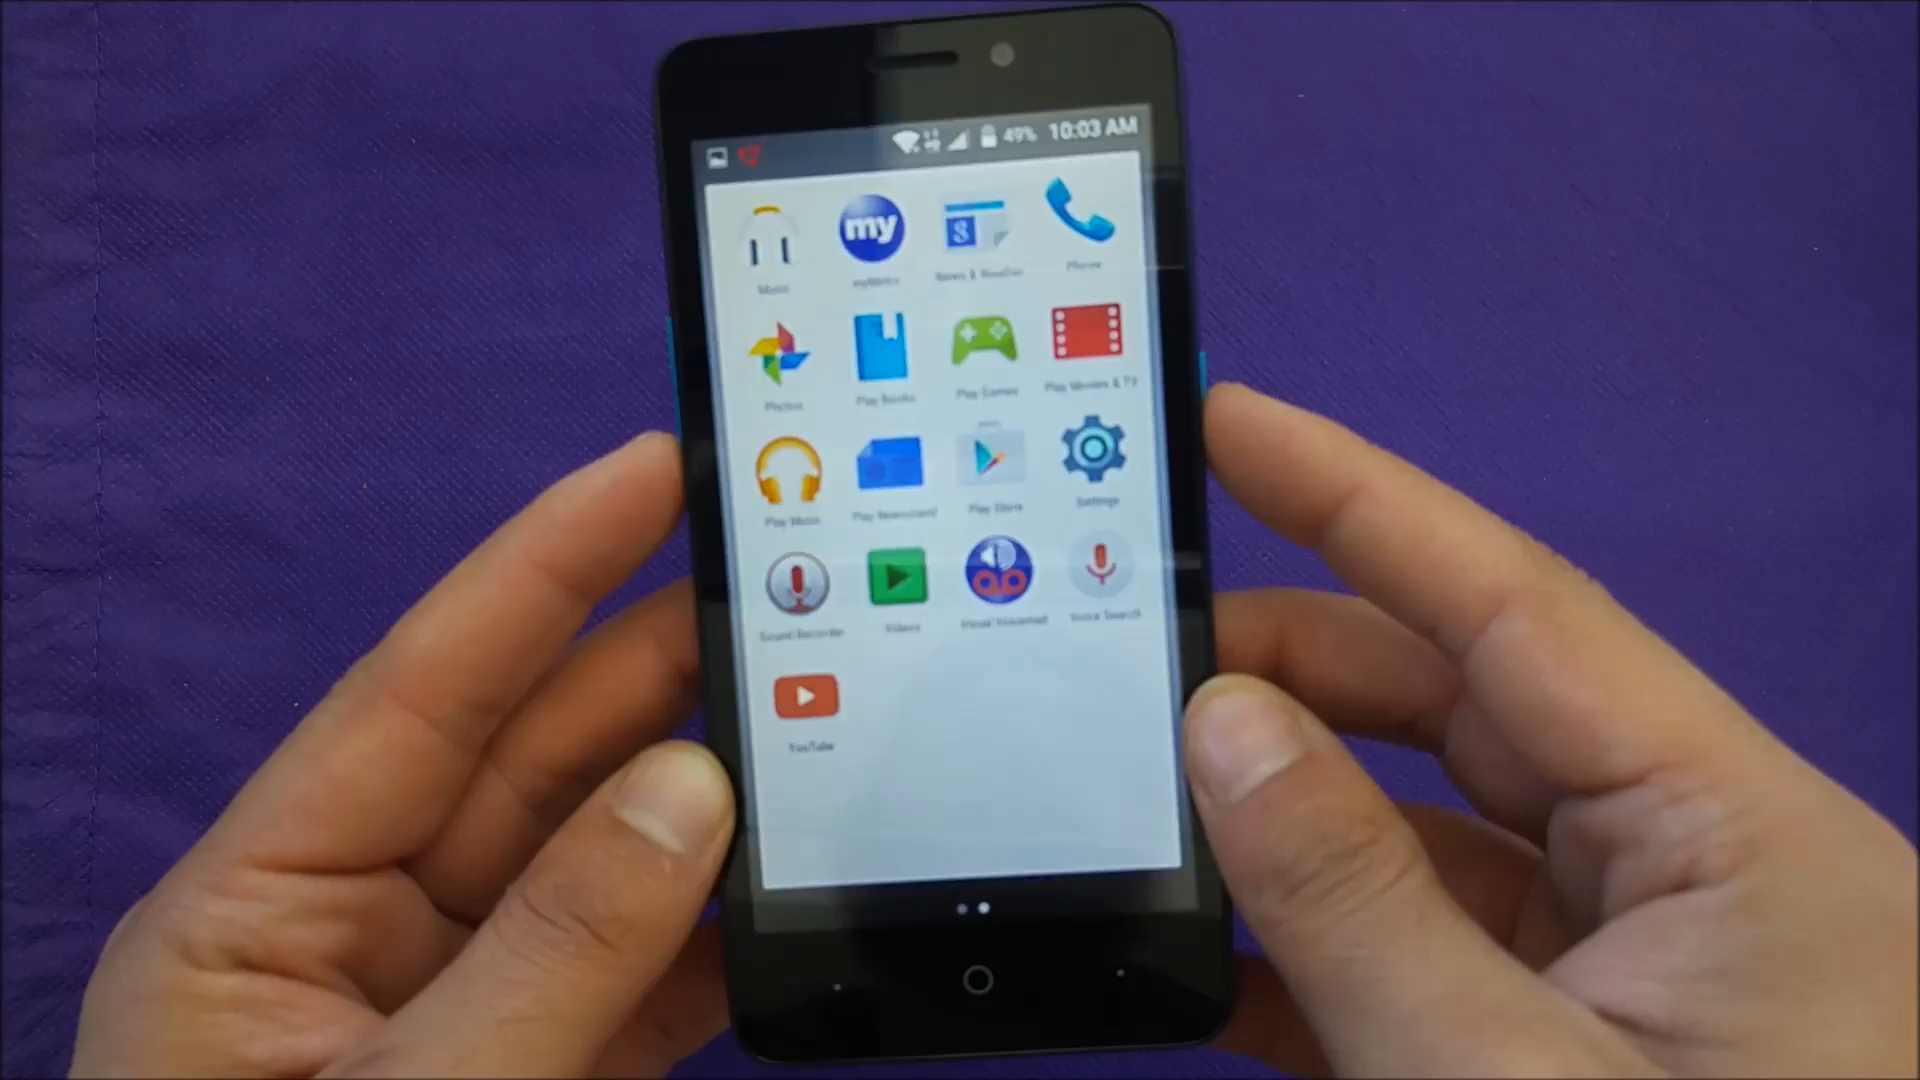 49% 10:03 AM
my
Music myMetro News & Weather Phone
Photos Play Books Play Games Play Movies & TV
Play Music Play Newsstand Play Store Settings
Sound Recorder Videos Visual Voicemail Voice Search
YouTube